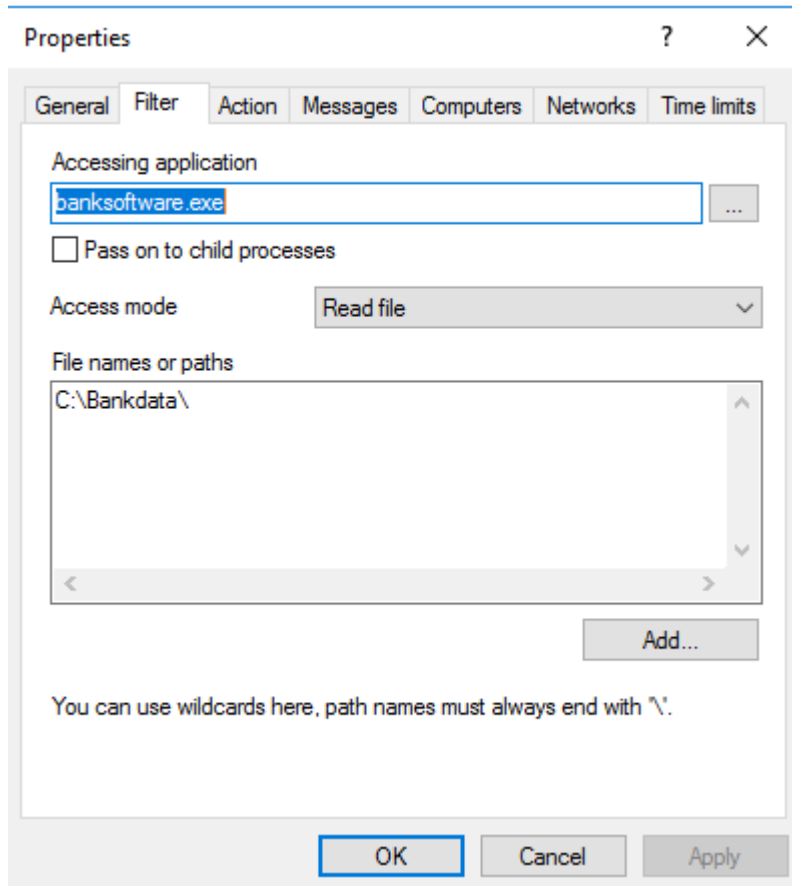 Properties
General Filter Action Messages Computers Networks Time limits
Accessing application
banksoftware.exe ...
Pass on to child processes
Access mode Read file
File names or paths
C:\Bankdata\
Add...
You can use wildcards here, path names must always end with '\'.
OK Cancel Apply